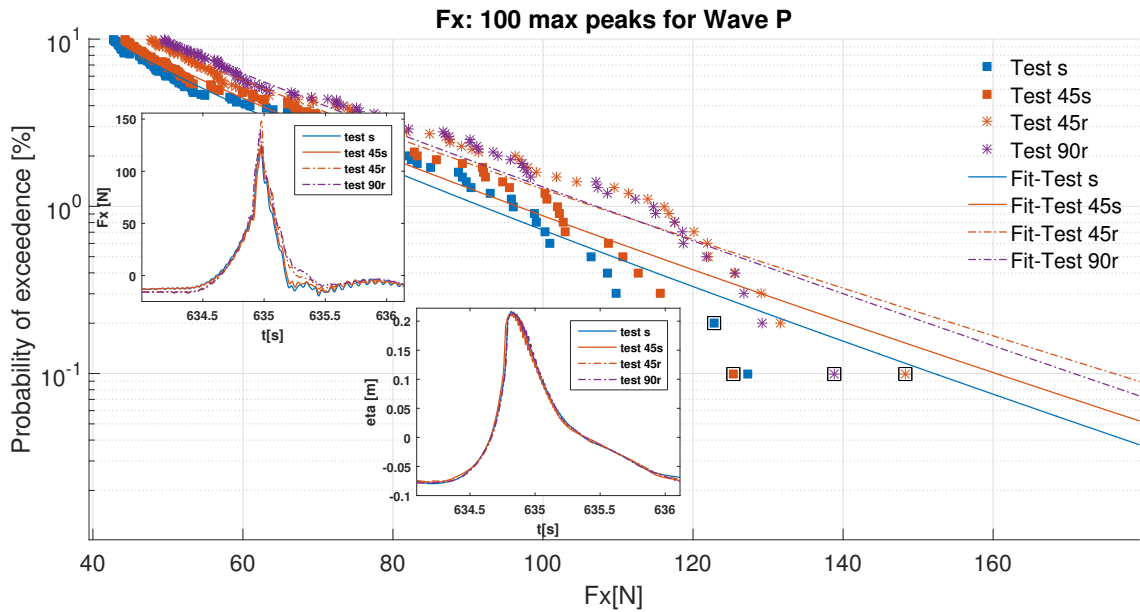 Fx: 100 max peaks for Wave P
Probability of exceedence [%]
10^1
10^0
10^-1
40
60
80
100
120
140
160
Fx[N]
Test s
Test 45s
Test 45r
Test 90r
Fit-Test s
Fit-Test 45s
Fit-Test 45r
Fit-Test 90r
Fx [N]
150
100
50
0
634.5
635
635.5
636
t[s]
test s
test 45s
test 45r
test 90r
eta [m]
0.2
0.15
0.1
0.05
0
-0.05
-0.1
634.5
635
635.5
636
t[s]
test s
test 45s
test 45r
test 90r